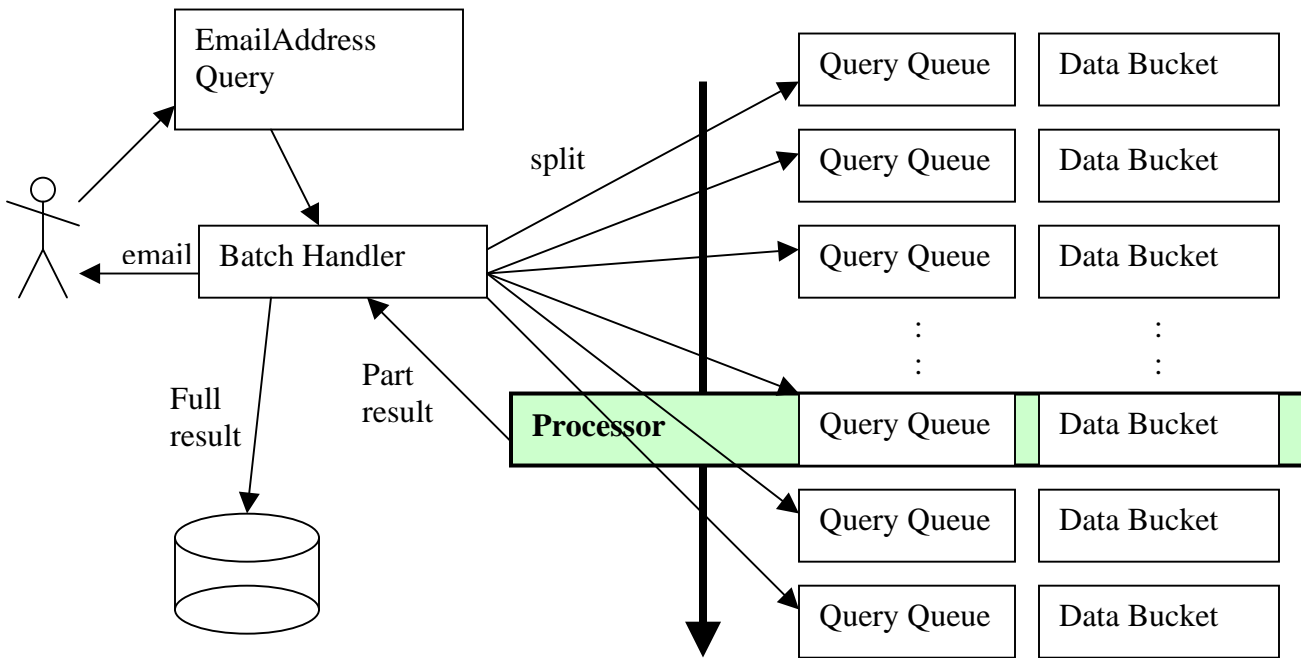 EmailAddress
Query
Query Queue Data Bucket
split
Query Queue Data Bucket
email
Batch Handler
Query Queue Data Bucket
: :
: :
Full
result
Part
result
Processor
Query Queue Data Bucket
Query Queue Data Bucket
Query Queue Data Bucket